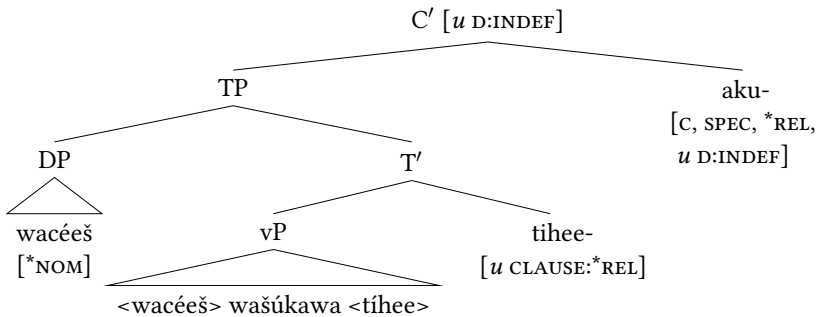 C′ [u D:INDEF]
TP aku-
[C, SPEC, *REL,
u D:INDEF]
DP T′
wacéeš vP tihee-
[*NOM] [u CLAUSE:*REL]
<wacéeš> wašúkawa <tíhee>